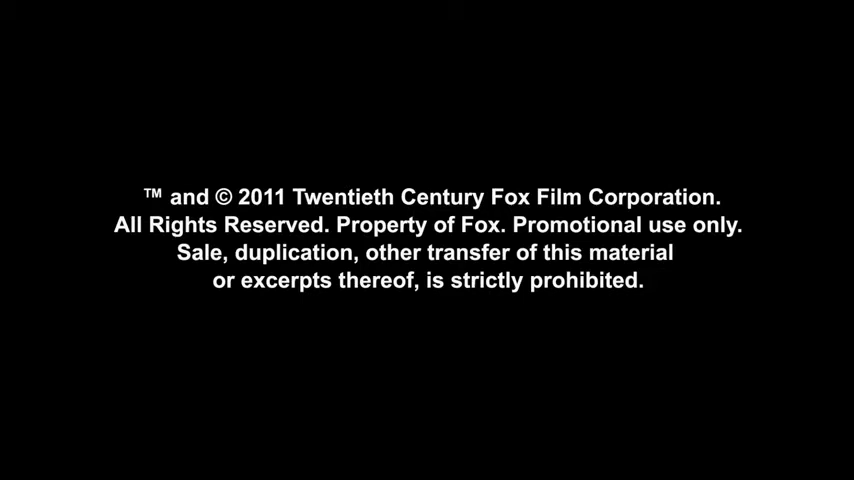 ™ and © 2011 Twentieth Century Fox Film Corporation.
All Rights Reserved. Property of Fox. Promotional use only.
Sale, duplication, other transfer of this material
or excerpts thereof, is strictly prohibited.